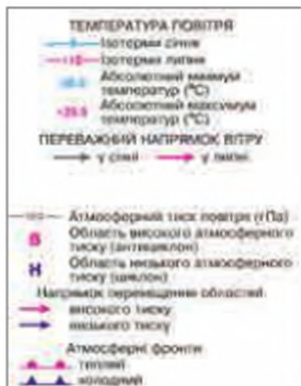 ТЕМПЕРАТУРА ПОВІТРЯ
Ізотерми січня
Ізотерми липня
Абсолютний мінімум
температур (°C)
Абсолютний максимум
температур (°C)
ПЕРЕВАЖНИЙ НАПРЯМОК ВІТРУ
у січні у липні
Атмосферний тиск повітря (гПа)
В Область високого атмосферного
тиску (антициклон)
Н Область низького атмосферного
тиску (циклон)
Напрямок переміщення областей
високого тиску
низького тиску
Атмосферні фронти
теплий
холодний